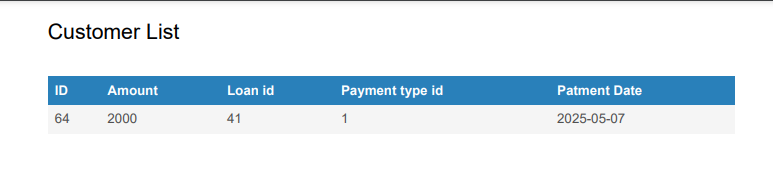 Customer List
ID Amount Loan id Payment type id Patment Date
64 2000 41 1 2025-05-07